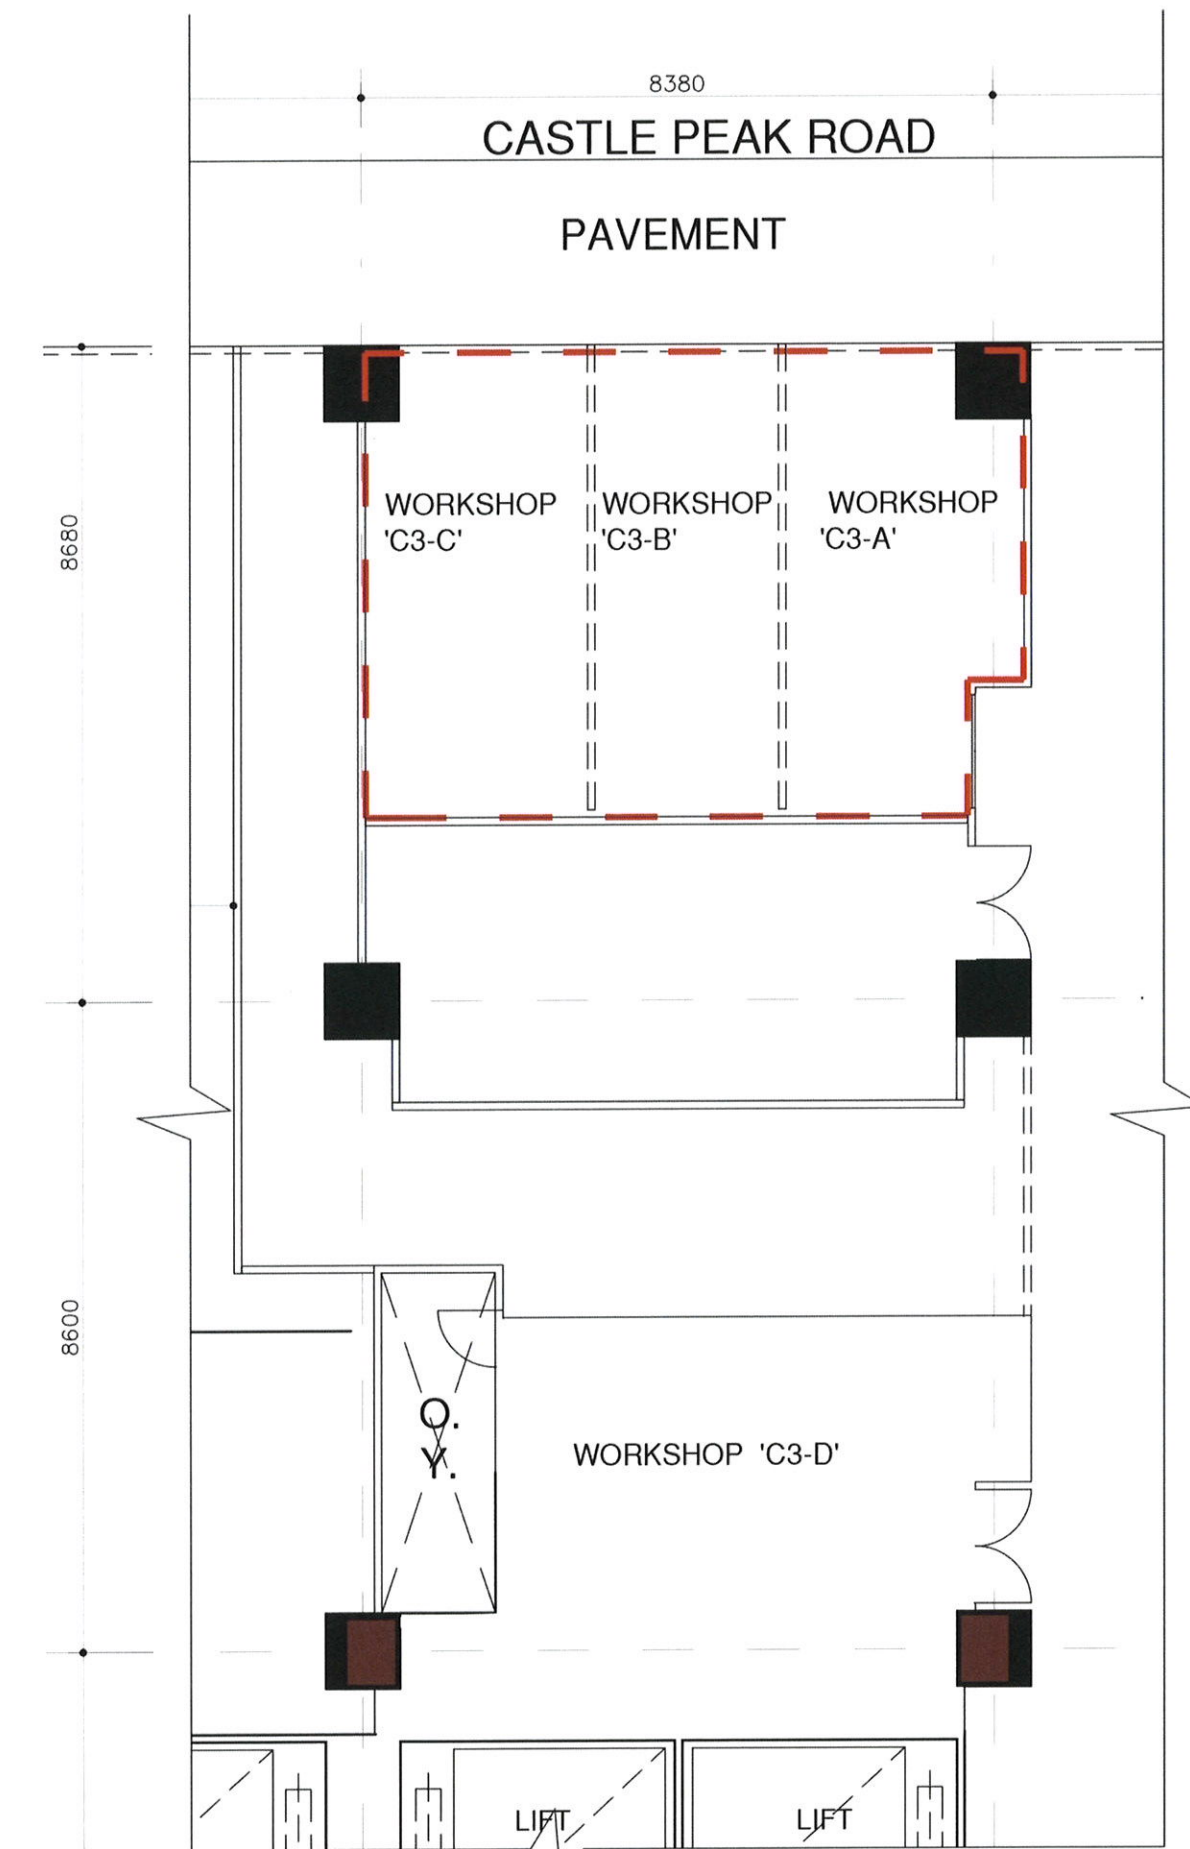 8380
CASTLE PEAK ROAD
PAVEMENT
WORKSHOP
'C3-C'
WORKSHOP
'C3-B'
WORKSHOP
'C3-A'
8680
8600
O.
Y.
WORKSHOP 'C3-D'
LIFT
LIFT